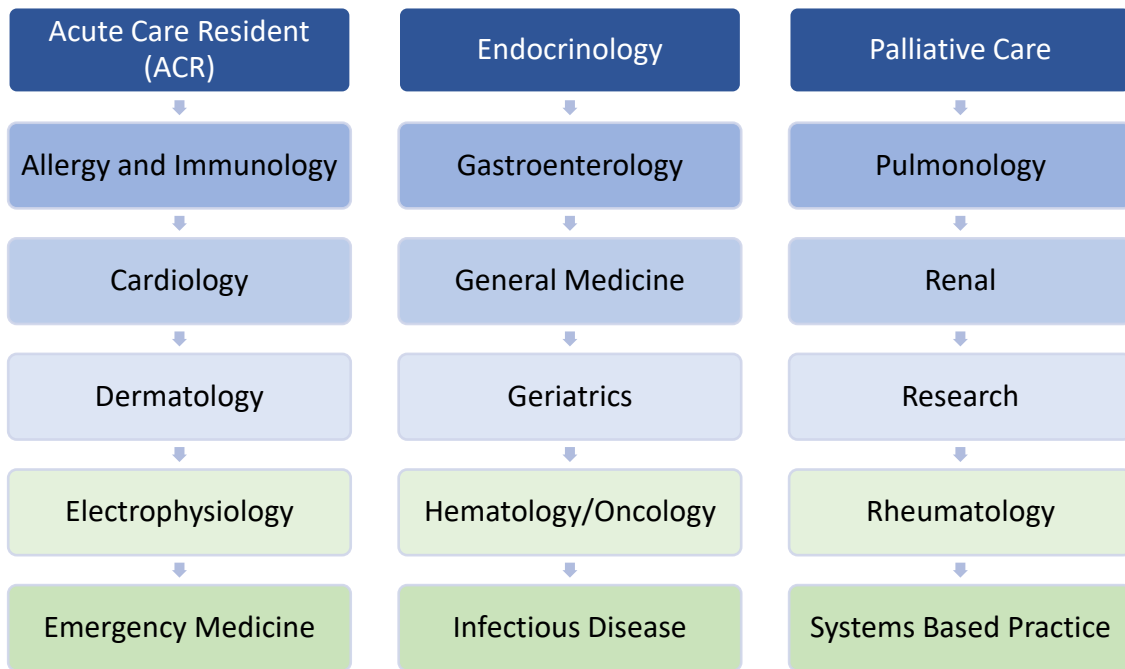 Acute Care Resident
(ACR)
Allergy and Immunology
Cardiology
Dermatology
Electrophysiology
Emergency Medicine
Endocrinology
Gastroenterology
General Medicine
Geriatrics
Hematology/Oncology
Infectious Disease
Palliative Care
Pulmonology
Renal
Research
Rheumatology
Systems Based Practice